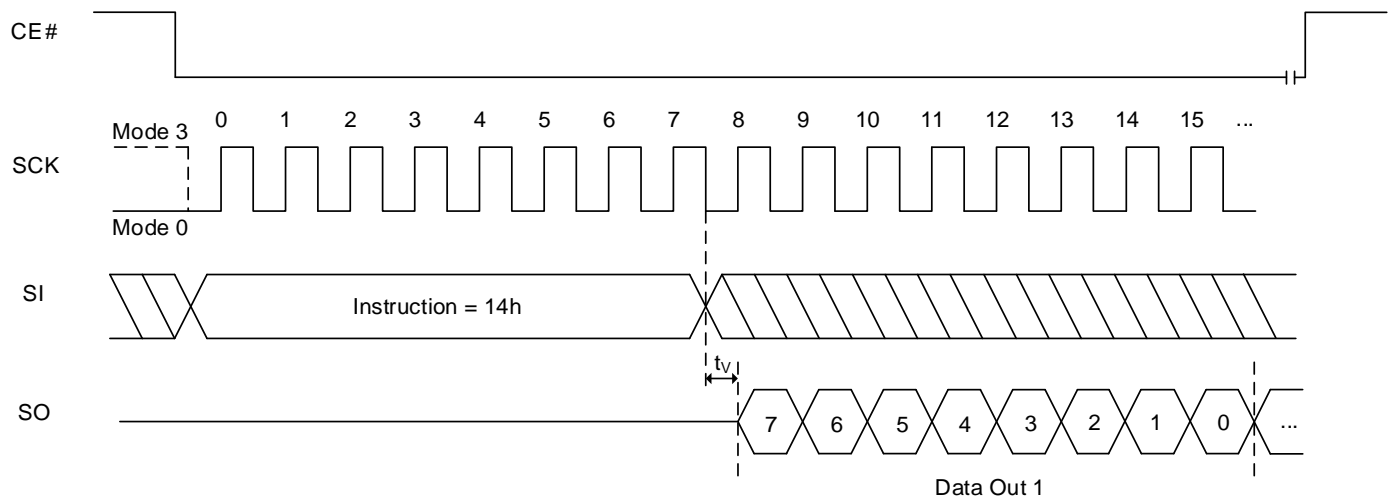 CE#
0 1 2 3 4 5 6 7 8 9 10 11 12 13 14 15 ...
Mode 3
SCK
Mode 0
SI
Instruction = 14h
tV
SO
7 6 5 4 3 2 1 0 ...
Data Out 1